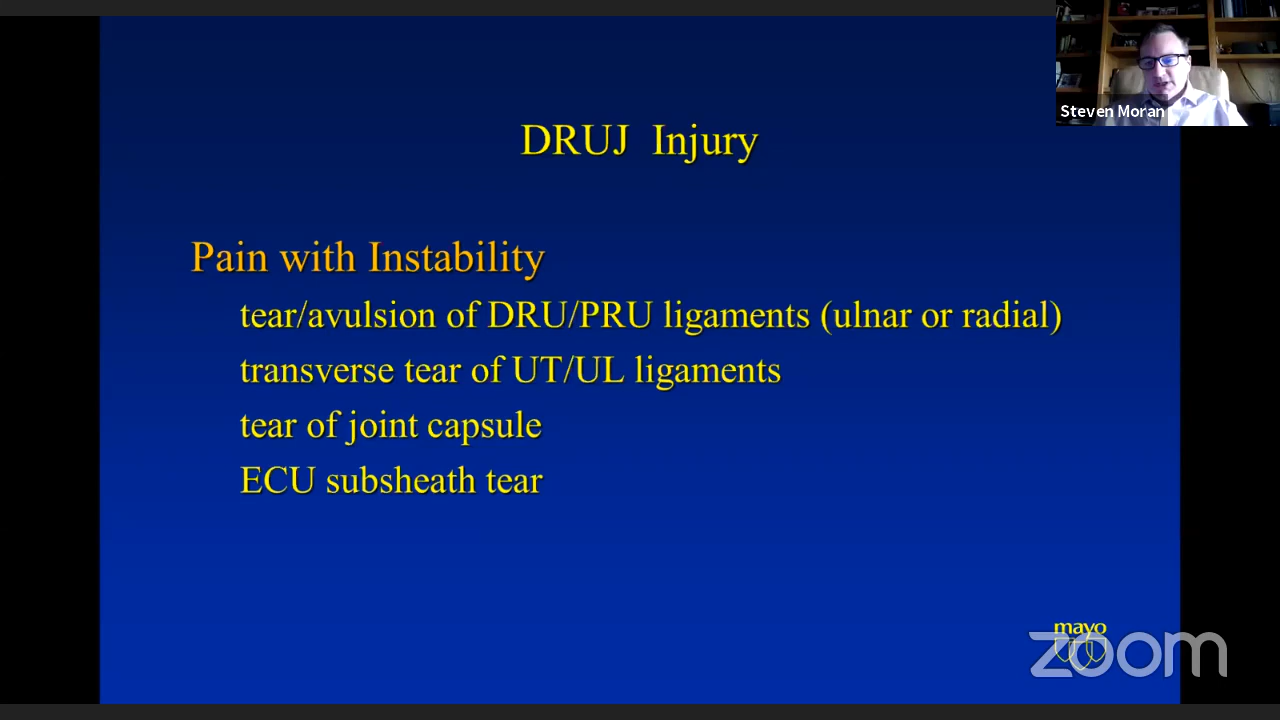 Steven Moran
DRUJ Injury
Pain with Instability
tear/avulsion of DRU/PRU ligaments (ulnar or radial)
transverse tear of UT/UL ligaments
tear of joint capsule
ECU subsheath tear
mayo
zoom